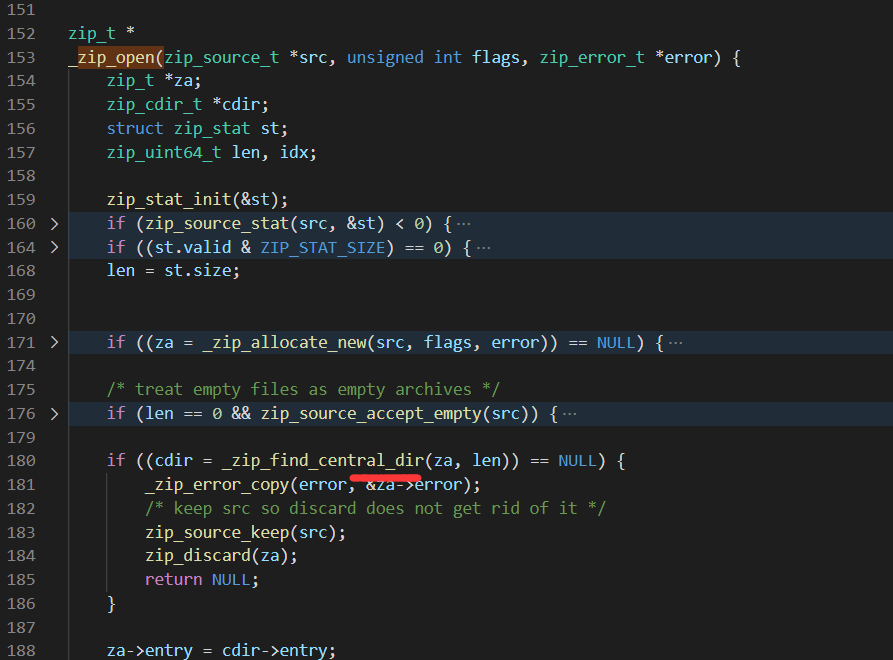 151
152 zip_t *
153 _zip_open(zip_source_t *src, unsigned int flags, zip_error_t *error) {
154     zip_t *za;
155     zip_cdir_t *cdir;
156     struct zip_stat st;
157     zip_uint64_t len, idx;
158
159     zip_stat_init(&st);
160     if (zip_source_stat(src, &st) < 0) {···
164     if ((st.valid & ZIP_STAT_SIZE) == 0) {···
168     len = st.size;
169
170
171     if ((za = _zip_allocate_new(src, flags, error)) == NULL) {···
174
175     /* treat empty files as empty archives */
176     if (len == 0 && zip_source_accept_empty(src)) {···
179
180     if ((cdir = _zip_find_central_dir(za, len)) == NULL) {
181         _zip_error_copy(error, &za->error);
182         /* keep src so discard does not get rid of it */
183         zip_source_keep(src);
184         zip_discard(za);
185         return NULL;
186     }
187
188     za->entry = cdir->entry;